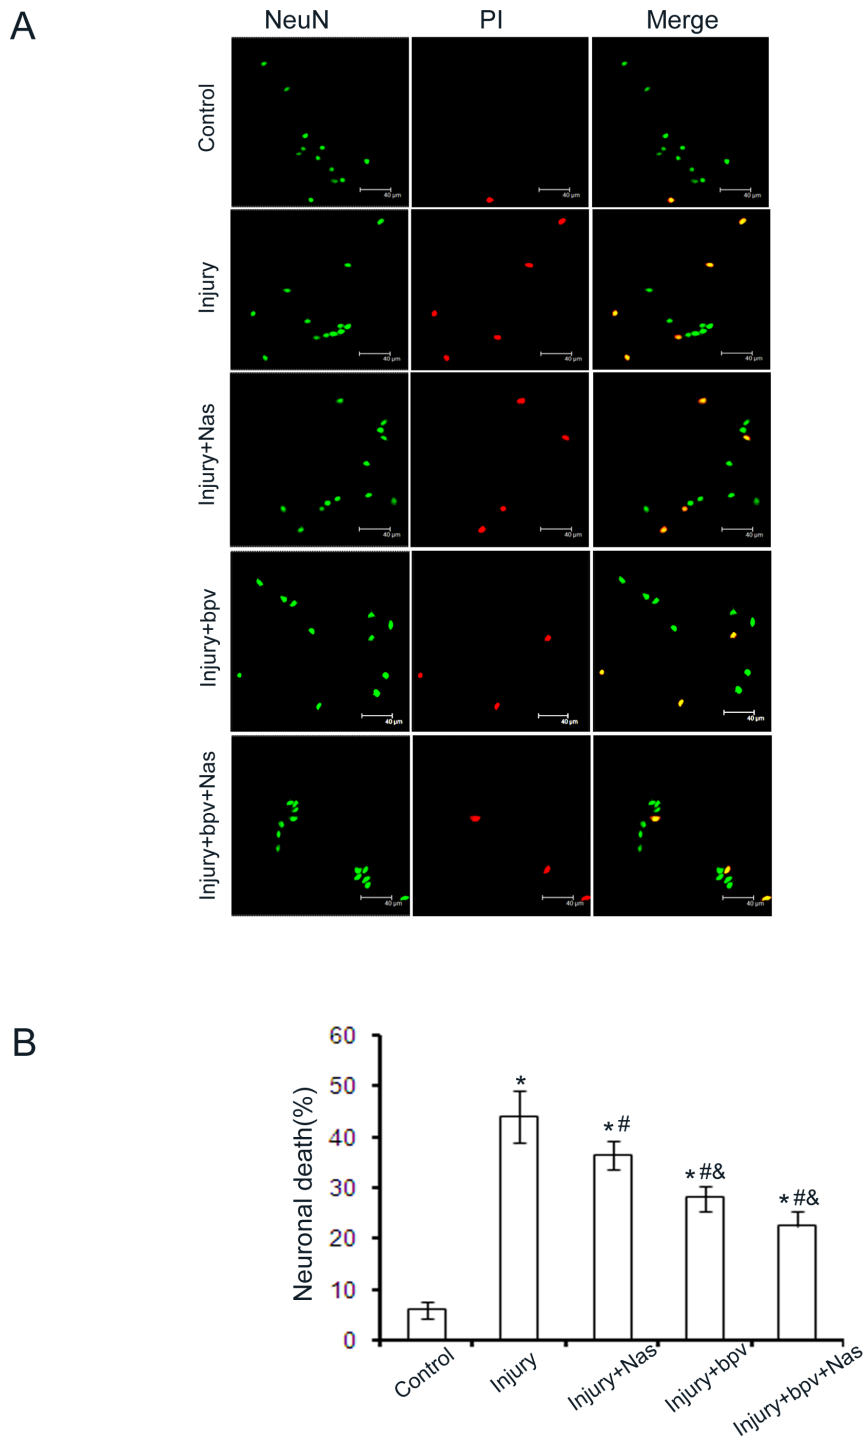 A
NeuN PI Merge
Control
40 µm 40 µm 40 µm
Injury
40 µm 40 µm 40 µm
Injury+Nas
40 µm 40 µm 40 µm
Injury+bpv
40 µm 40 µm 40 µm
Injury+bpv+Nas
40 µm 40 µm 40 µm
B
Neuronal death(%)
60
50
40
30
20
10
0
*
*#
*#&
*#&
Control Injury Injury+Nas Injury+bpv Injury+bpv+Nas